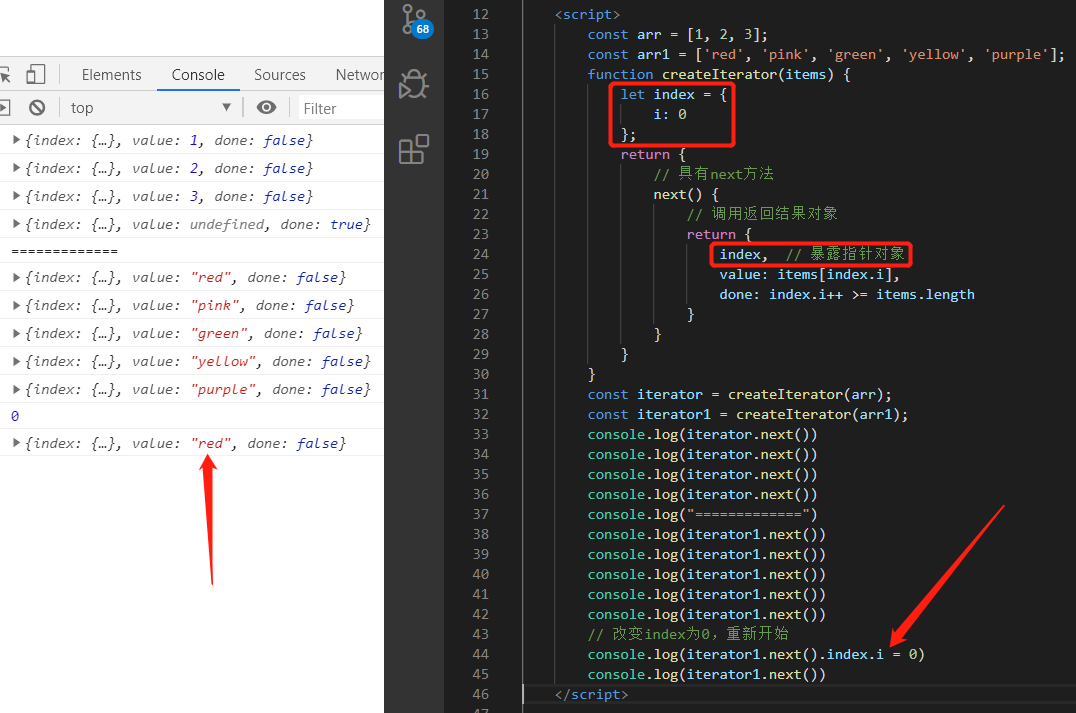 Elements Console Sources Networ
top Filter
{index: {…}, value: 1, done: false}
{index: {…}, value: 2, done: false}
{index: {…}, value: 3, done: false}
{index: {…}, value: undefined, done: true}
=============
{index: {…}, value: "red", done: false}
{index: {…}, value: "pink", done: false}
{index: {…}, value: "green", done: false}
{index: {…}, value: "yellow", done: false}
{index: {…}, value: "purple", done: false}
0
{index: {…}, value: "red", done: false}
68
12 <script>
13 const arr = [1, 2, 3];
14 const arr1 = ['red', 'pink', 'green', 'yellow', 'purple'];
15 function createIterator(items) {
16 let index = {
17 i: 0
18 };
19 return {
20 // 具有next方法
21 next() {
22 // 调用返回结果对象
23 return {
24 index, // 暴露指针对象
25 value: items[index.i],
26 done: index.i++ >= items.length
27 }
28 }
29 }
30 }
31 const iterator = createIterator(arr);
32 const iterator1 = createIterator(arr1);
33 console.log(iterator.next())
34 console.log(iterator.next())
35 console.log(iterator.next())
36 console.log(iterator.next())
37 console.log("=============")
38 console.log(iterator1.next())
39 console.log(iterator1.next())
40 console.log(iterator1.next())
41 console.log(iterator1.next())
42 console.log(iterator1.next())
43 // 改变index为0，重新开始
44 console.log(iterator1.next().index.i = 0)
45 console.log(iterator1.next())
46 </script>